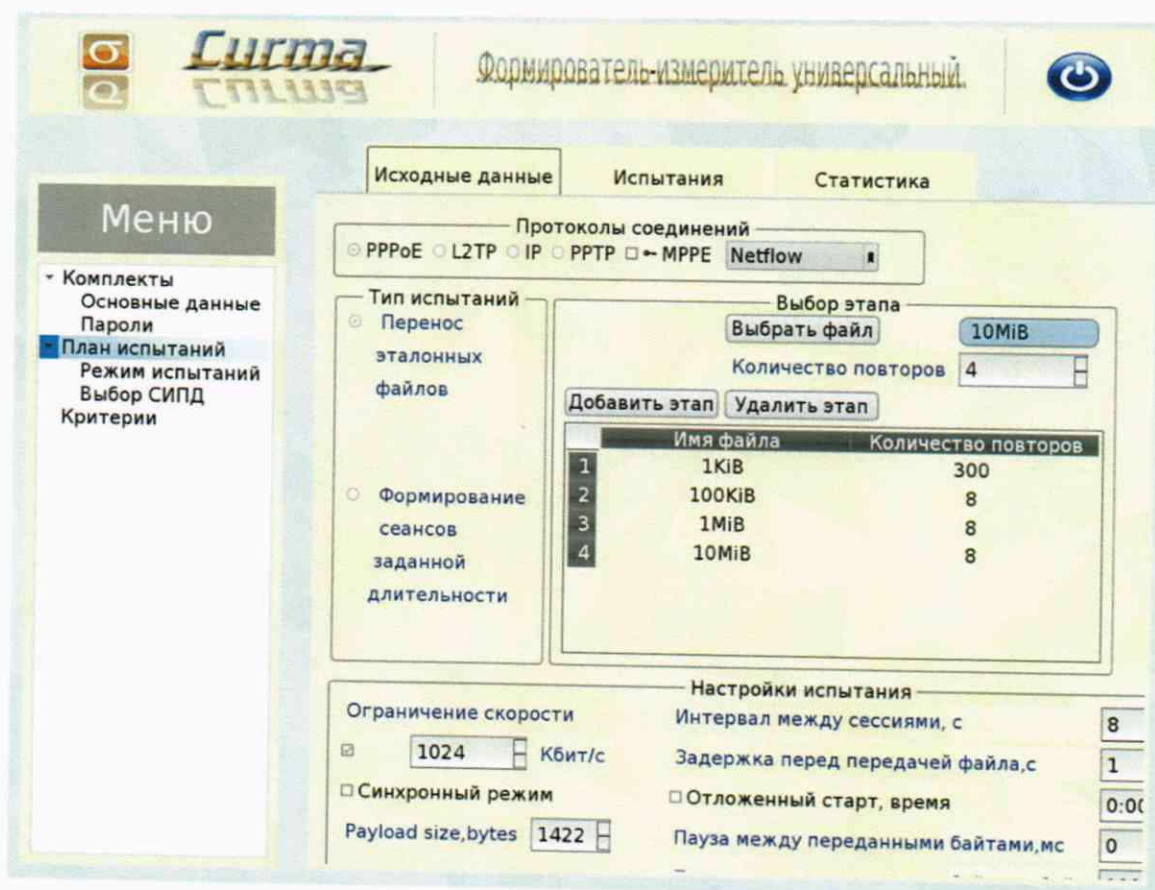 Сигма
Формирователь-измеритель универсальный.
Исходные данные
Испытания
Статистика
Меню
Комплекты
Основные данные
Пароли
План испытаний
Режим испытаний
Выбор СИПД
Критерии
Протоколы соединений
PPPoE L2TP IP PPTP MPPE Netflow
Тип испытаний
Перенос
эталонных
файлов
Формирование
сеансов
заданной
длительности
Выбор этапа
Выбрать файл 10MiB
Количество повторов 4
Добавить этап Удалить этап
Имя файла Количество повторов
1 1KiB 300
2 100KiB 8
3 1MiB 8
4 10MiB 8
Настройки испытания
Ограничение скорости
1024 Кбит/с
Синхронный режим
Payload size,bytes 1422
Интервал между сессиями, с 8
Задержка перед передачей файла,с 1
Отложенный старт, время 0:00
Пауза между переданными байтами,мс 0